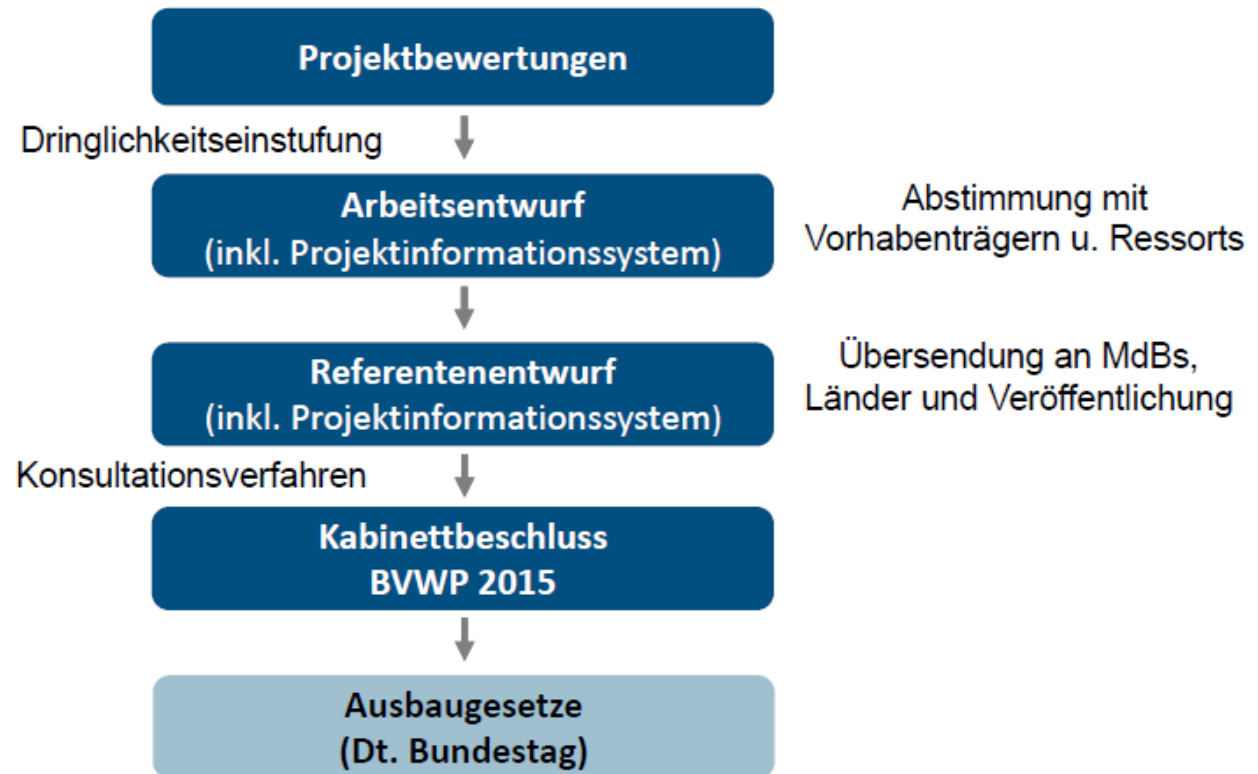 Projektbewertungen
Dringlichkeitseinstufung
Arbeitsentwurf
(inkl. Projektinformationssystem)
Abstimmung mit
Vorhabenträgern u. Ressorts
Referentenentwurf
(inkl. Projektinformationssystem)
Übersendung an MdBs,
Länder und Veröffentlichung
Konsultationsverfahren
Kabinettbeschluss
BVWP 2015
Ausbaugesetze
(Dt. Bundestag)